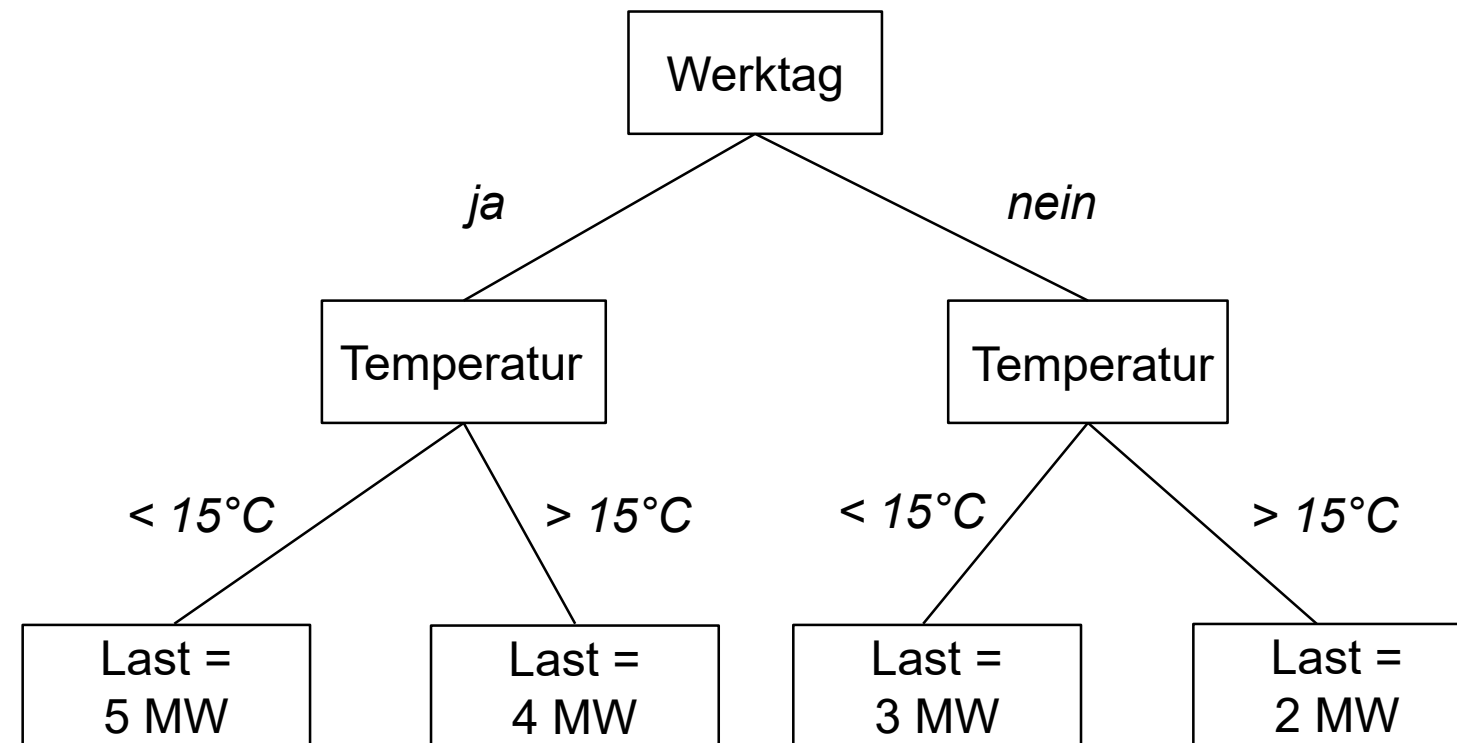 Werktag
ja
nein
Temperatur
Temperatur
< 15°C
> 15°C
< 15°C
> 15°C
Last =
5 MW
Last =
4 MW
Last =
3 MW
Last =
2 MW